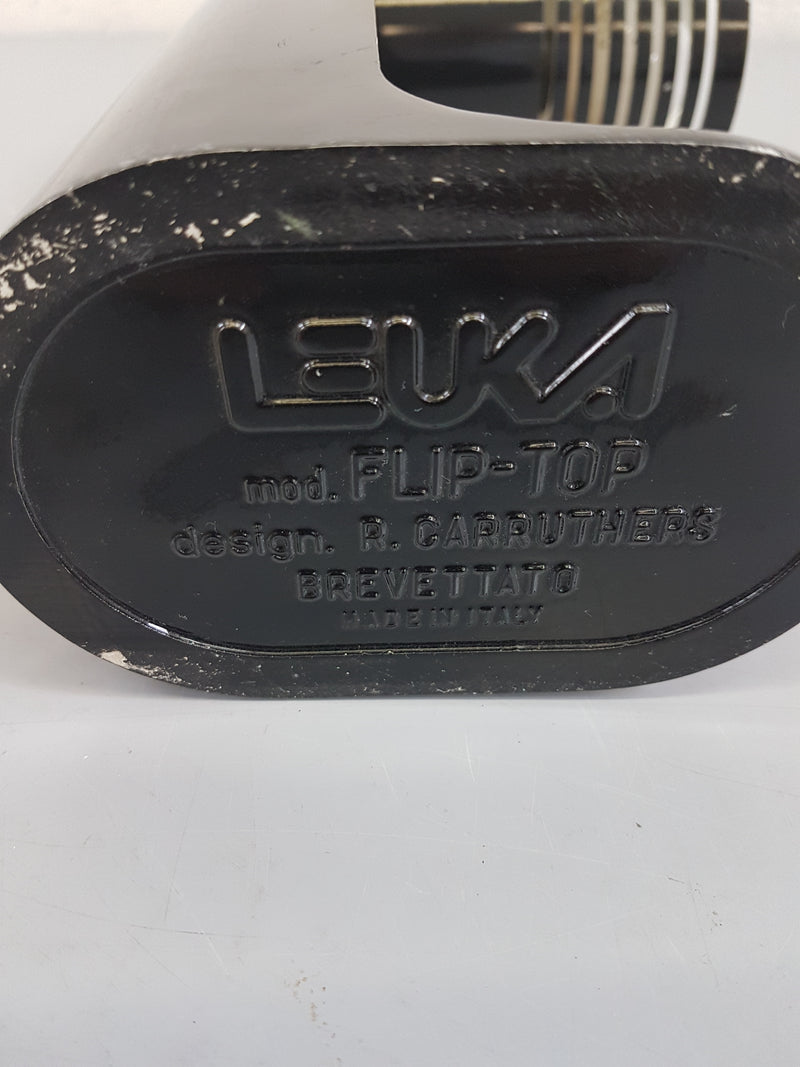 LEUKA
mod. FLIP-TOP
design. R. CARRUTHERS
BREVETTATO
MADE IN ITALY